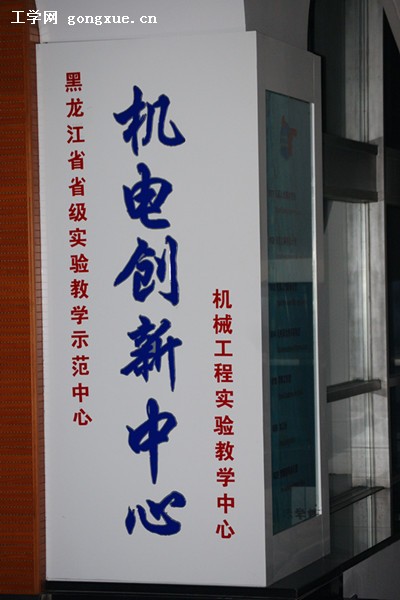 工学网 gongxue.cn
黑龙江省省级实验教学示范中心
机电创新中心
机械工程实验教学中心